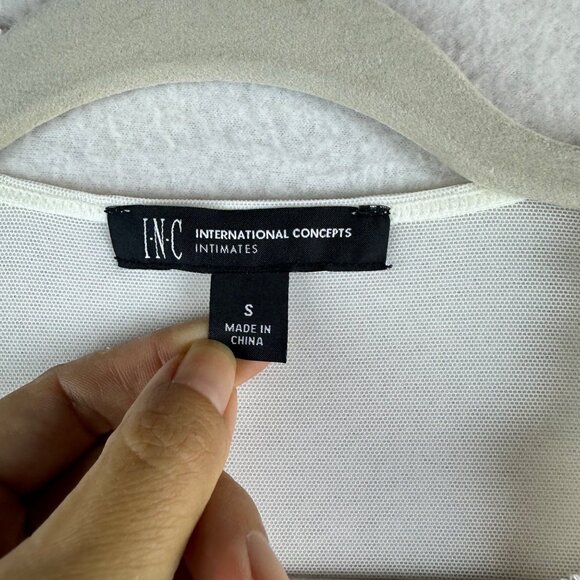 I·N·C INTERNATIONAL CONCEPTS
INTIMATES
S
MADE IN
CHINA